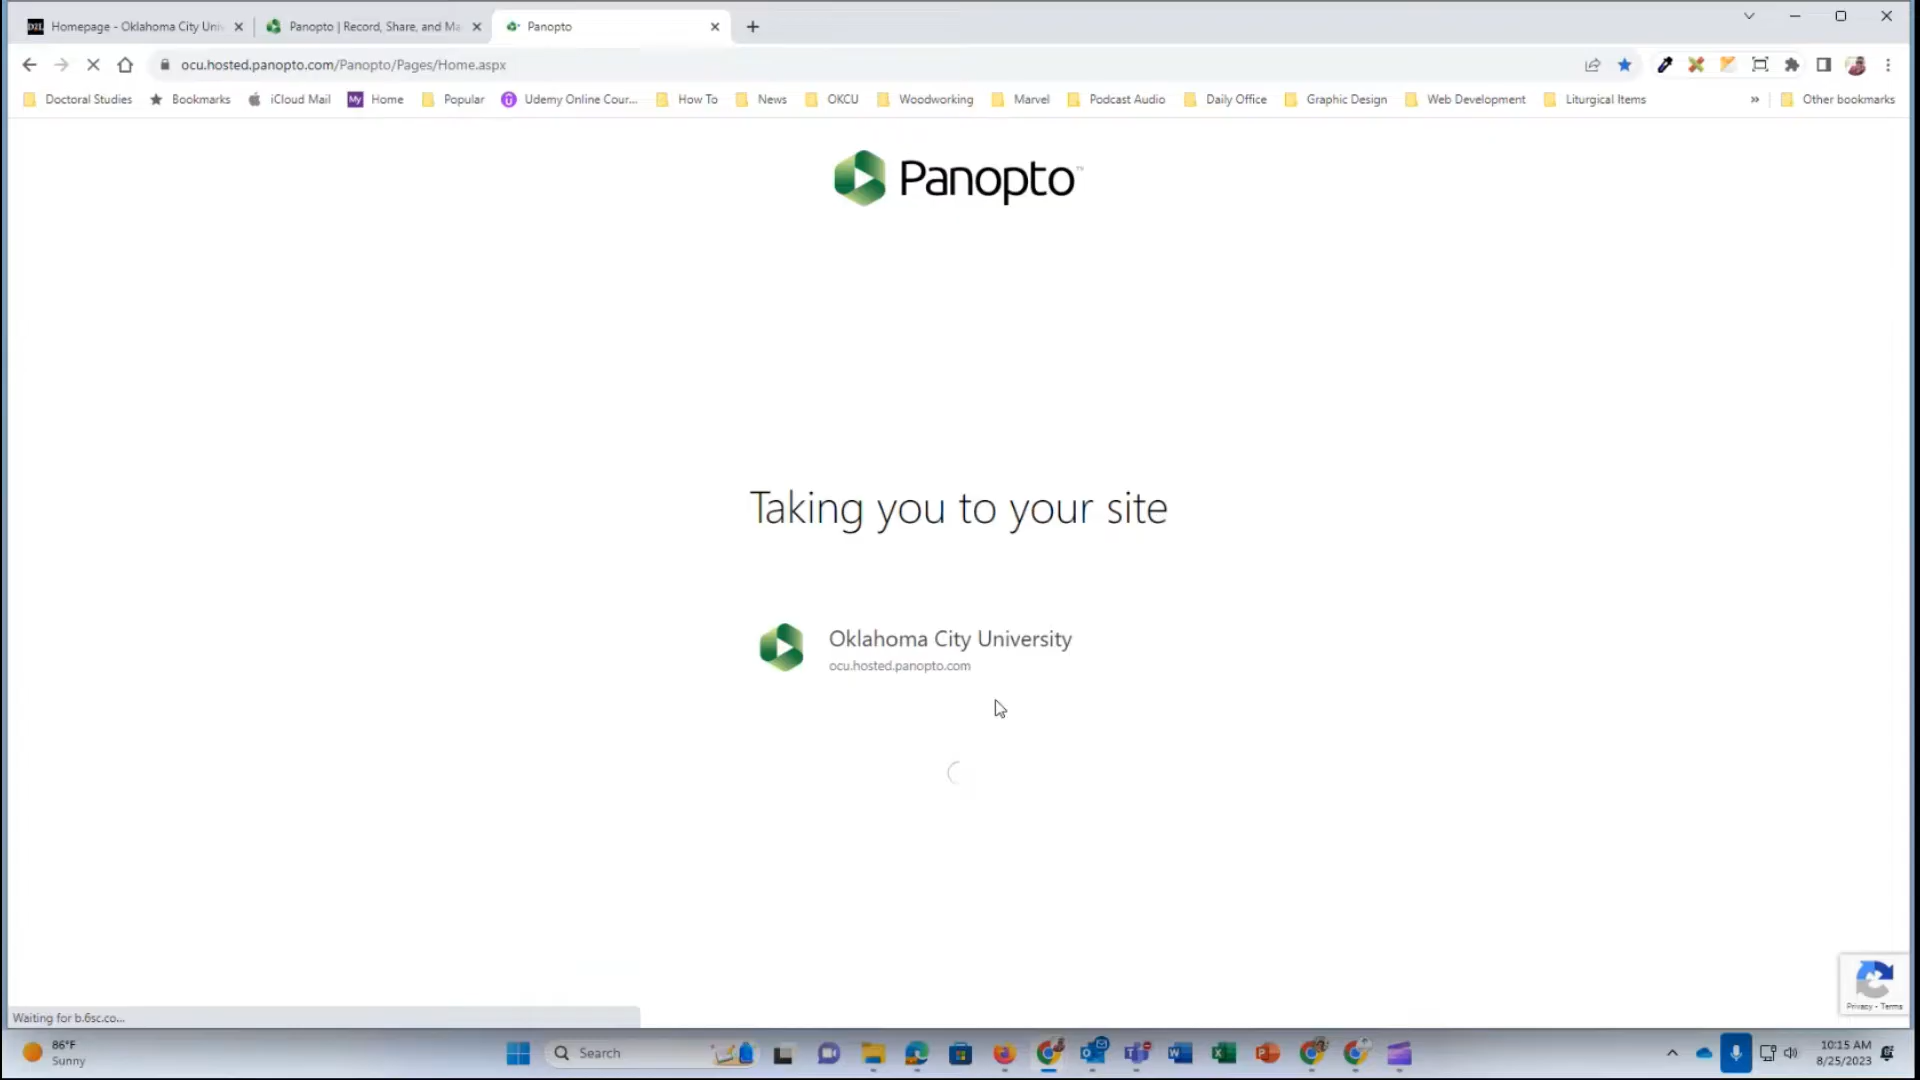 D2L Homepage - Oklahoma City Uni
Panopto | Record, Share, and Ma
Panopto
ocu.hosted.panopto.com/Panopto/Pages/Home.aspx
Doctoral Studies
Bookmarks
iCloud Mail
My Home
Popular
Udemy Online Cour...
How To
News
OKCU
Woodworking
Marvel
Podcast Audio
Daily Office
Graphic Design
Web Development
Liturgical Items
»
Other bookmarks
Panopto™
Taking you to your site
Oklahoma City University
ocu.hosted.panopto.com
Privacy - Terms
Waiting for b.6sc.co...
86°F
Sunny
Search
10:15 AM
8/25/2023